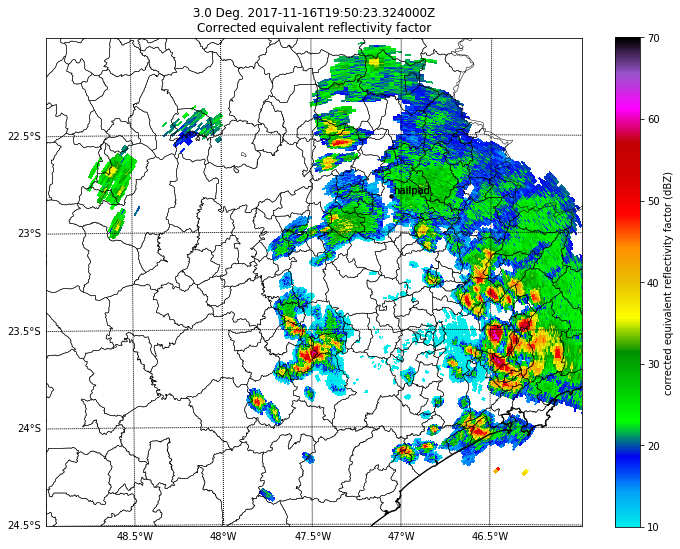 3.0 Deg. 2017-11-16T19:50:23.324000Z
Corrected equivalent reflectivity factor
70
60
50
40
30
20
10
corrected equivalent reflectivity factor (dBZ)
22.5°S
23°S
23.5°S
24°S
24.5°S
hailpad
48.5°W
48°W
47.5°W
47°W
46.5°W